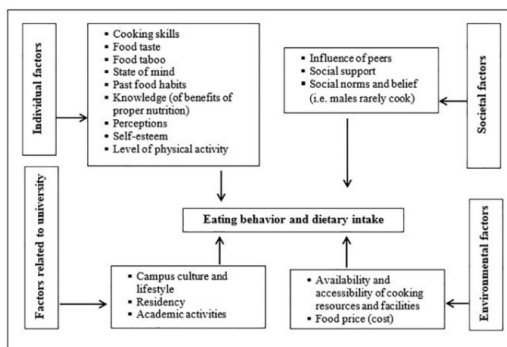 Individual factors
Cooking skills
Food taste
Food taboo
State of mind
Past food habits
Knowledge (of benefits of
proper nutrition)
Perceptions
Self-esteem
Level of physical activity
Influence of peers
Social support
Social norms and belief
(i.e. males rarely cook)
Societal factors
Eating behavior and dietary intake
Factors related to university
Campus culture and
lifestyle
Residency
Academic activities
Availability and
accessibility of cooking
resources and facilities
Food price (cost)
Environmental factors